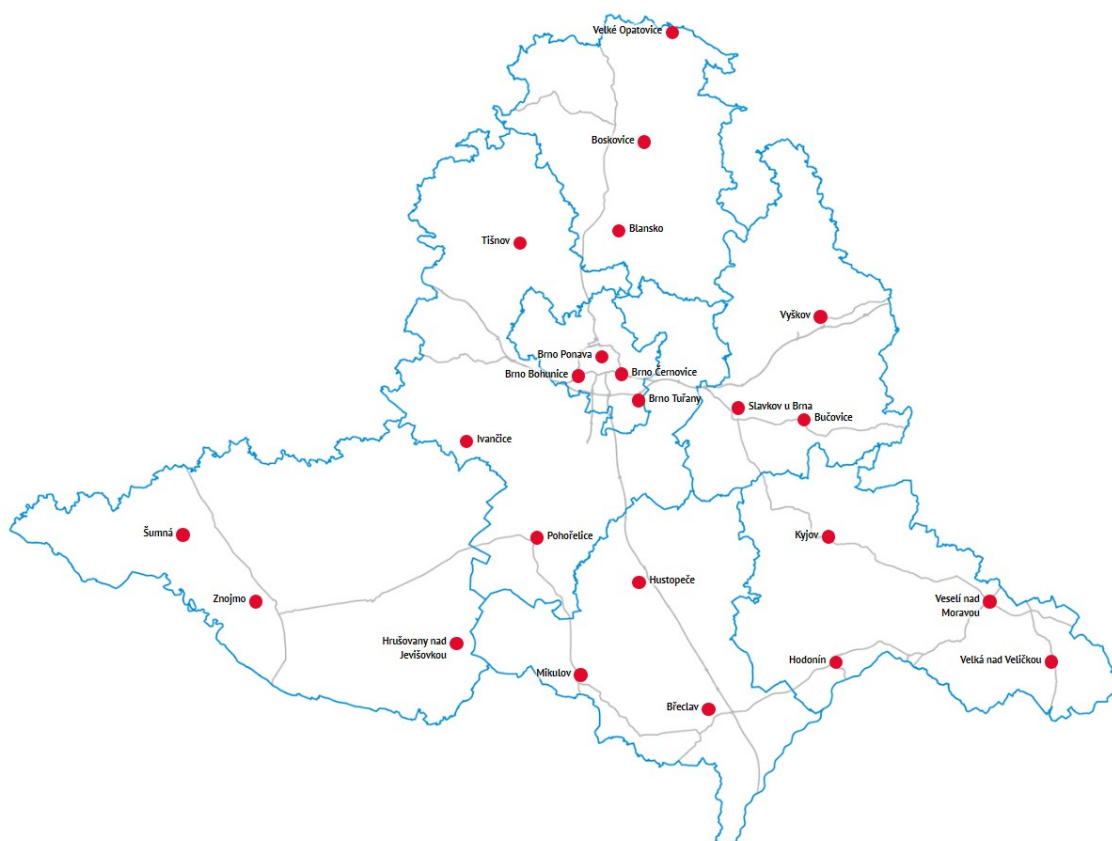 Velké Opatovice
Boskovice
Blansko
Tišnov
Vyškov
Brno Ponava
Brno Bohunice
Brno Černovice
Brno Tuřany
Slavkov u Brna
Bučovice
Ivančice
Šumná
Pohořelice
Kyjov
Hustopeče
Znojmo
Veselí nad
Moravou
Hrušovany nad
Jevišovkou
Hodonín
Velká nad Veličkou
Mikulov
Břeclav